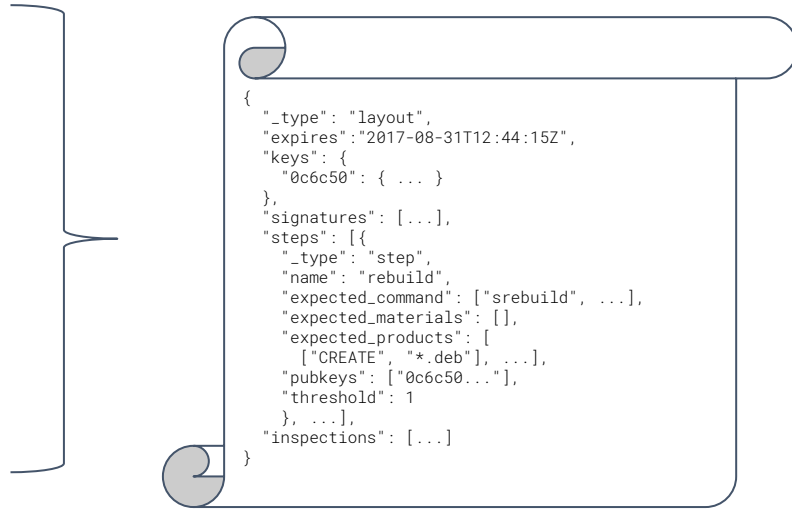 {
"_type": "layout",
"expires":"2017-08-31T12:44:15Z",
"keys": {
"0c6c50": { ... }
},
"signatures": [...],
"steps": [{
"_type": "step",
"name": "rebuild",
"expected_command": ["srebuild", ...],
"expected_materials": [],
"expected_products": [
["CREATE", "*.deb"], ...],
"pubkeys": ["0c6c50..."],
"threshold": 1
}, ...],
"inspections": [...]
}